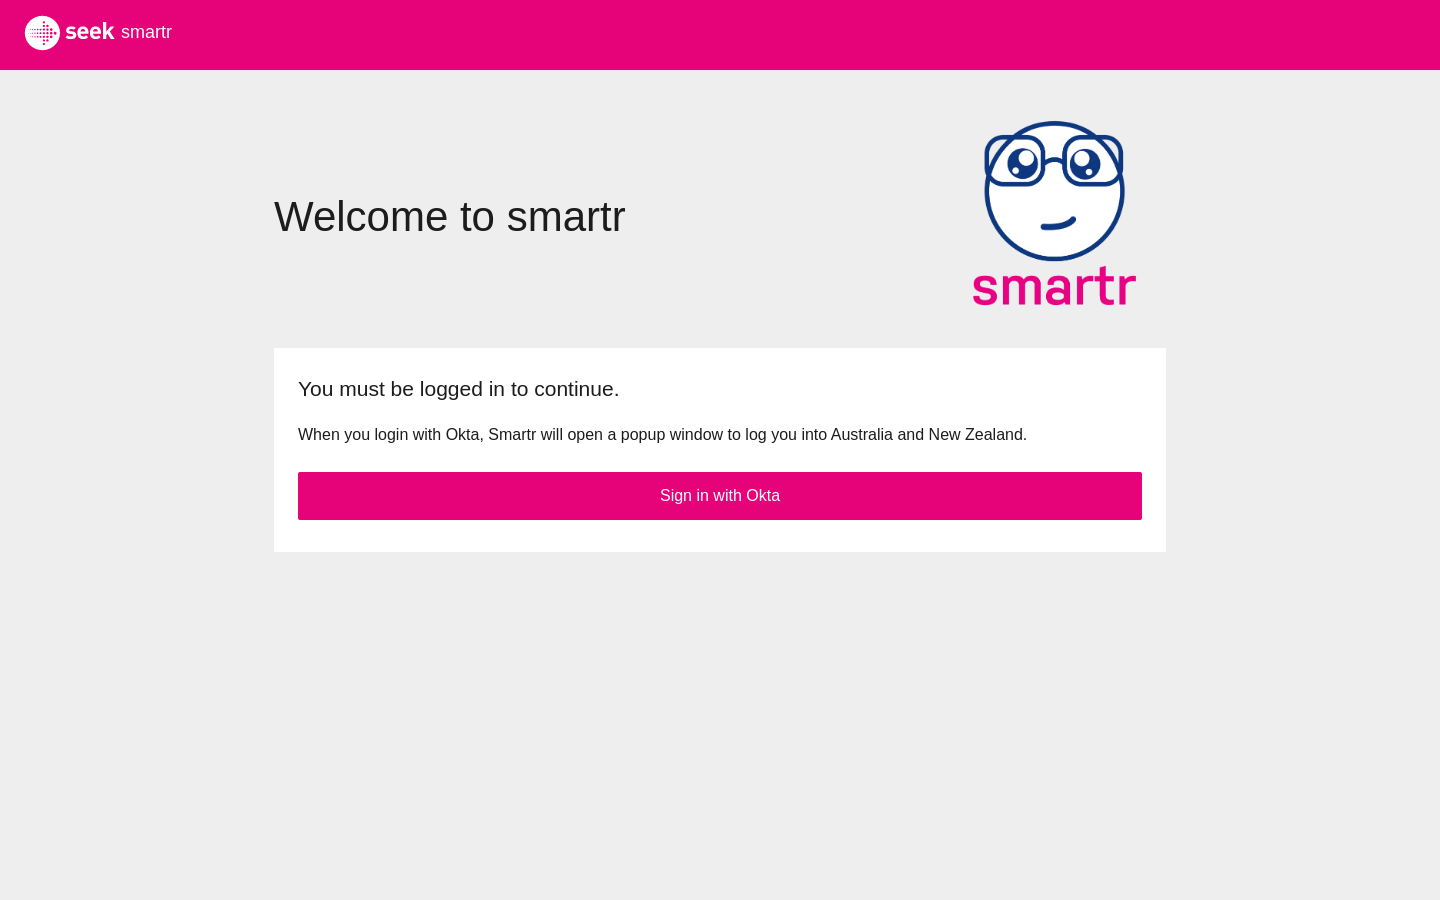 seek smartr
Welcome to smartr
smartr
You must be logged in to continue.
When you login with Okta, Smartr will open a popup window to log you into Australia and New Zealand.
Sign in with Okta